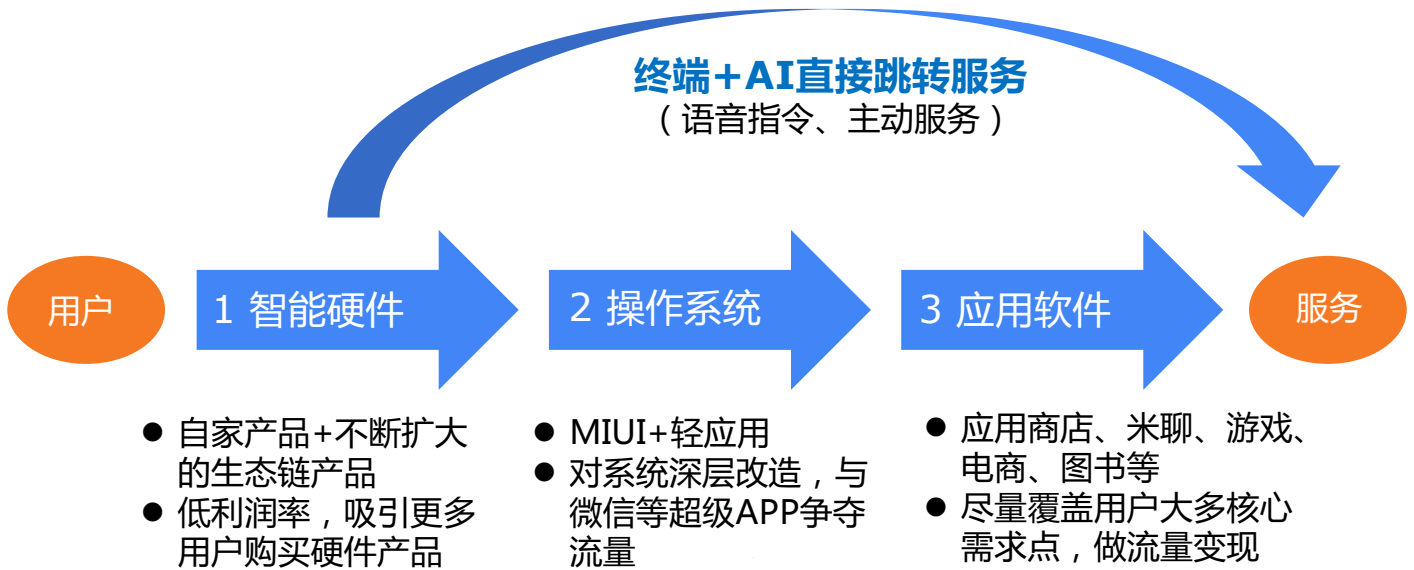 终端+AI直接跳转服务
（语音指令、主动服务）
用户
1 智能硬件
2 操作系统
3 应用软件
服务
● 自家产品+不断扩大
的生态链产品
● 低利润率，吸引更多
用户购买硬件产品
● MIUI+轻应用
● 对系统深层改造，与
微信等超级APP争夺
流量
● 应用商店、米聊、游戏、
电商、图书等
● 尽量覆盖用户大多核心
需求点，做流量变现